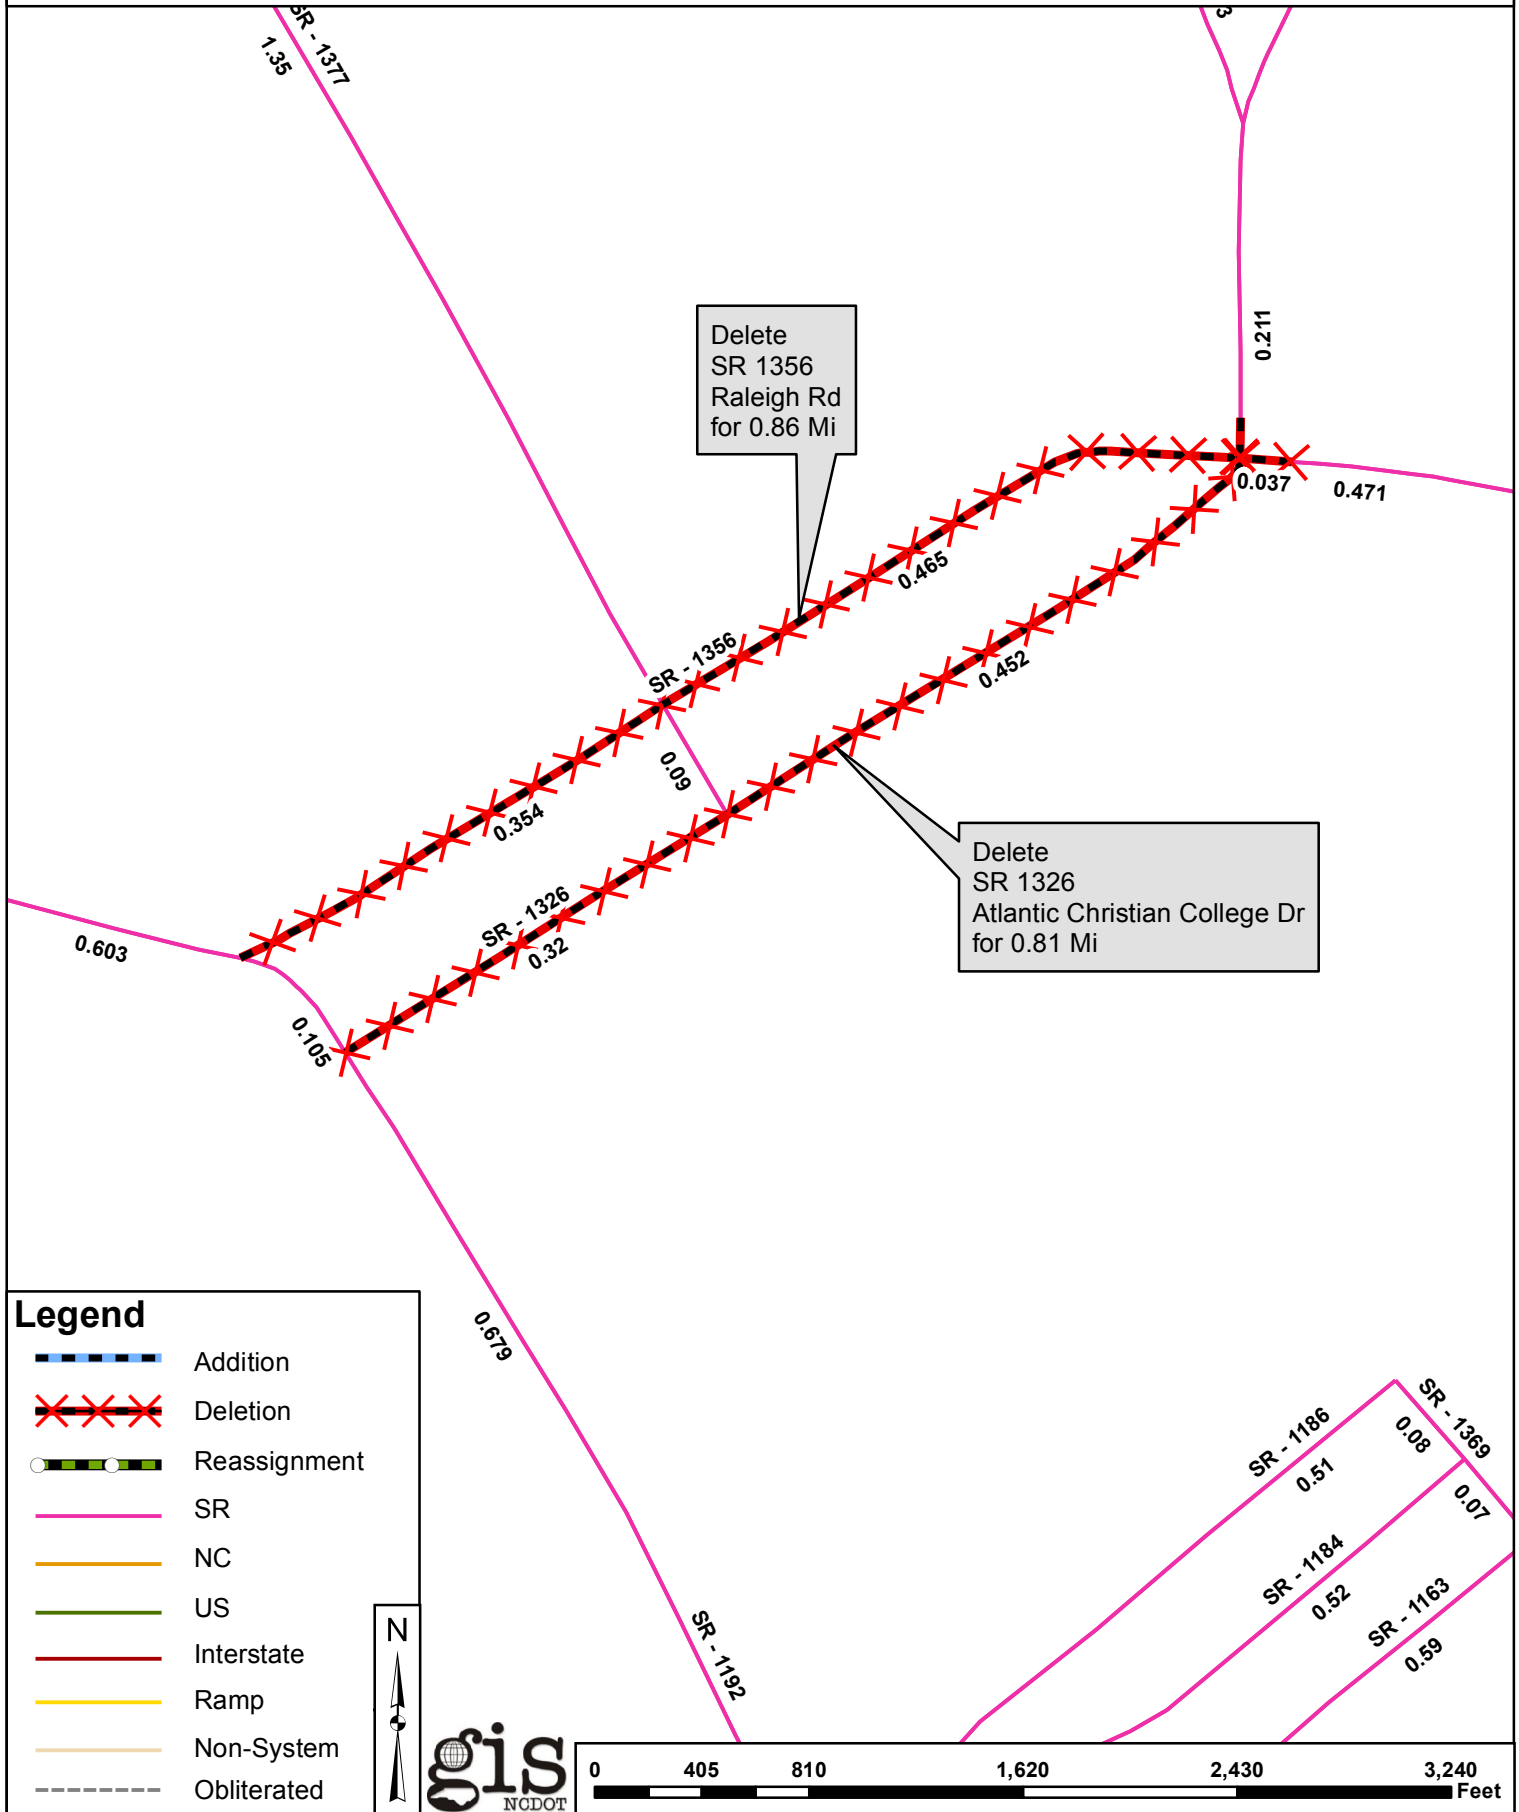 SR - 1377
1.35
3
0.211
Delete
SR 1356
Raleigh Rd
for 0.86 Mi
0.037
0.471
0.465
SR - 1356
0.452
0.09
0.354
Delete
SR 1326
Atlantic Christian College Dr
for 0.81 Mi
SR - 1326
0.32
0.603
0.105
0.679
SR - 1192
SR - 1186
0.51
SR - 1369
0.08
0.07
SR - 1184
0.52
SR - 1163
0.59
Legend
Addition
Deletion
Reassignment
SR
NC
US
Interstate
Ramp
Non-System
Obliterated
N
gis
NCDOT
0 405 810 1,620 2,430 3,240
Feet